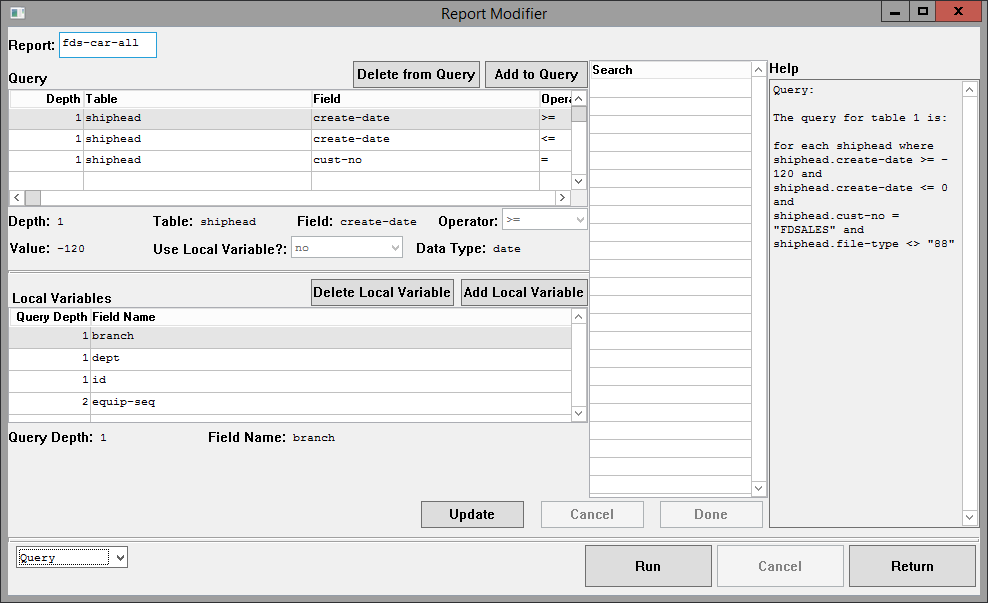 Report Modifier
Report: fds-car-all
Query
Delete from Query
Add to Query
Depth Table Field Opera
1 shiphead create-date >=
1 shiphead create-date <=
1 shiphead cust-no =
Depth: 1 Table: shiphead Field: create-date Operator: >=
Value: -120 Use Local Variable?: no Data Type: date
Local Variables
Delete Local Variable
Add Local Variable
Query Depth Field Name
1 branch
1 dept
1 id
2 equip-seq
Query Depth: 1 Field Name: branch
Search
Help
Query:
The query for table 1 is:
for each shiphead where
shiphead.create-date >= -
120 and
shiphead.create-date <= 0
and
shiphead.cust-no =
"FDSALES" and
shiphead.file-type <> "88"
Update Cancel Done
Query
Run Cancel Return